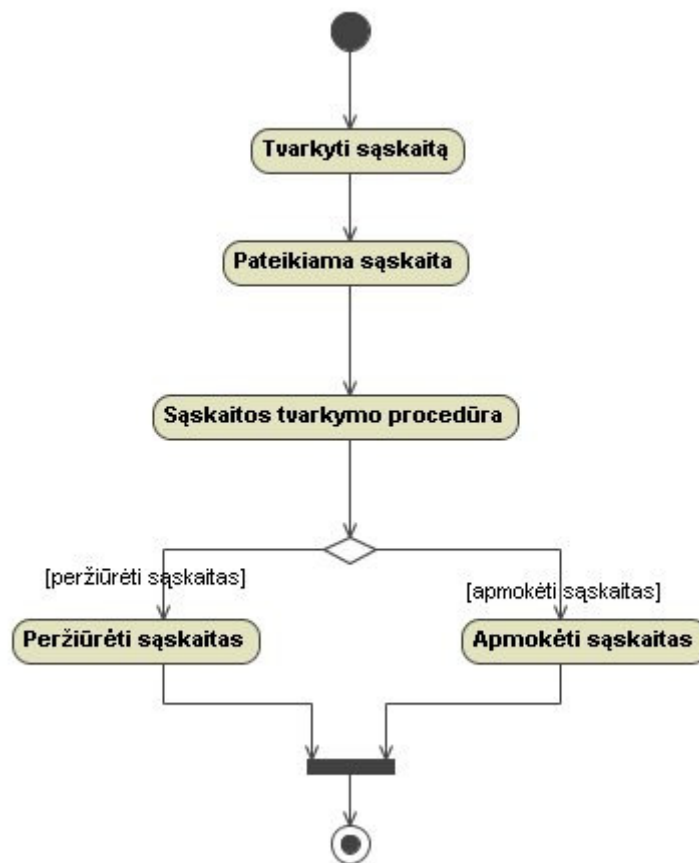 Tvarkyti sąskaitą
Pateikiama sąskaita
Sąskaitos tvarkymo procedūra
[peržiūrėti sąskaitas]
[apmokėti sąskaitas]
Peržiūrėti sąskaitas
Apmokėti sąskaitas